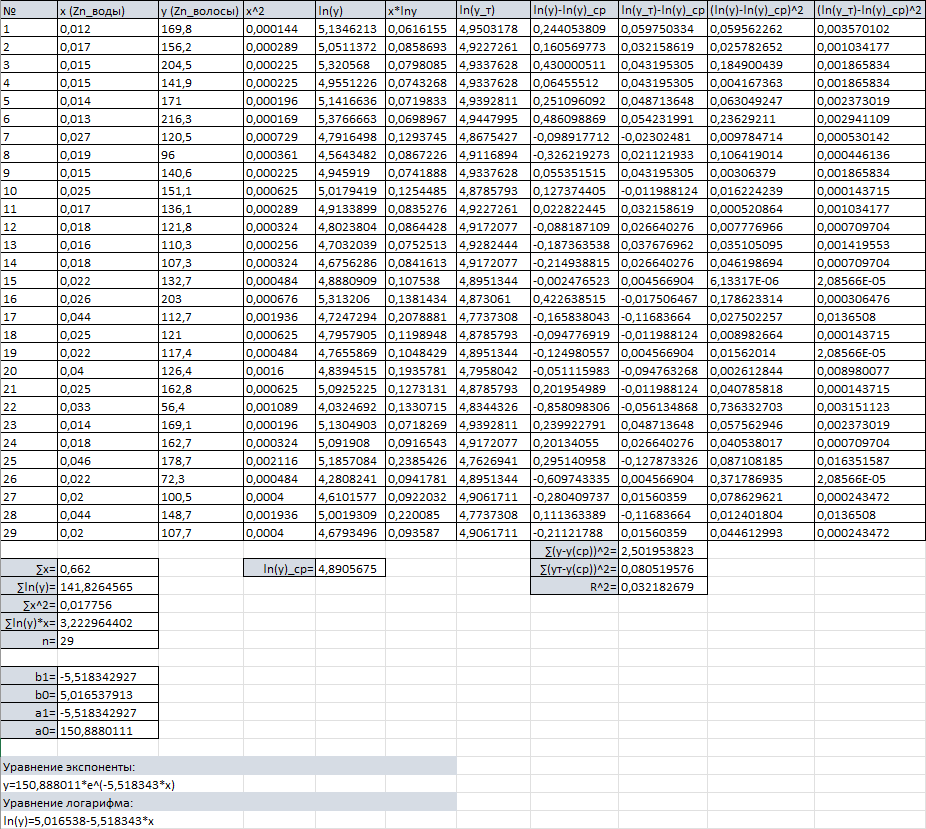 № x (Zn_воды) y (Zn_волосы) x^2 ln(y) x*lny ln(y_т) ln(y)-ln(y)_ср ln(y_т)-ln(y)_ср (ln(y)-ln(y)_ср)^2 (ln(y_т)-ln(y)_ср)^2
1 0,012 169,8 0,000144 5,1346213 0,0616155 4,9503178 0,244053809 0,059750334 0,059562262 0,003570102
2 0,017 156,2 0,000289 5,0511372 0,0858693 4,9227261 0,160569773 0,032158619 0,025782652 0,001034177
3 0,015 204,5 0,000225 5,320568 0,0798085 4,9337628 0,430000511 0,043195305 0,184900439 0,001865834
4 0,015 141,9 0,000225 4,9551226 0,0743268 4,9337628 0,06455512 0,043195305 0,004167363 0,001865834
5 0,014 171 0,000196 5,1416636 0,0719833 4,9392811 0,251096092 0,048713648 0,063049247 0,002373019
6 0,013 216,3 0,000169 5,3766663 0,0698967 4,9447995 0,486098869 0,054231991 0,23629211 0,002941109
7 0,027 120,5 0,000729 4,7916498 0,1293745 4,8675427 -0,098917712 -0,02302481 0,009784714 0,000530142
8 0,019 96 0,000361 4,5643482 0,0867226 4,9116894 -0,326219273 0,021121933 0,106419014 0,000446136
9 0,015 140,6 0,000225 4,945919 0,0741888 4,9337628 0,055351515 0,043195305 0,00306379 0,001865834
10 0,025 151,1 0,000625 5,0179419 0,1254485 4,8785793 0,127374405 -0,011988124 0,016224239 0,000143715
11 0,017 136,1 0,000289 4,9133899 0,0835276 4,9227261 0,022822445 0,032158619 0,000520864 0,001034177
12 0,018 121,8 0,000324 4,8023804 0,0864428 4,9172077 -0,088187109 0,026640276 0,007776966 0,000709704
13 0,016 110,3 0,000256 4,7032039 0,0752513 4,9282444 -0,187363538 0,037676962 0,035105095 0,001419553
14 0,018 107,3 0,000324 4,6756286 0,0841613 4,9172077 -0,214938815 0,026640276 0,046198694 0,000709704
15 0,022 132,7 0,000484 4,8880909 0,107538 4,8951344 -0,002476523 0,004566904 6,13317E-06 2,08566E-05
16 0,026 203 0,000676 5,313206 0,1381434 4,873061 0,422638515 -0,017506467 0,178623314 0,000306476
17 0,044 112,7 0,001936 4,7247294 0,2078881 4,7737308 -0,165838043 -0,11683664 0,027502257 0,0136508
18 0,025 121 0,000625 4,7957905 0,1198948 4,8785793 -0,094776919 -0,011988124 0,008982664 0,000143715
19 0,022 117,4 0,000484 4,7655869 0,1048429 4,8951344 -0,124980557 0,004566904 0,01562014 2,08566E-05
20 0,04 126,4 0,0016 4,8394515 0,1935781 4,7958042 -0,051115983 -0,094763268 0,002612844 0,008980077
21 0,025 162,8 0,000625 5,0925225 0,1273131 4,8785793 0,201954989 -0,011988124 0,040785818 0,000143715
22 0,033 56,4 0,001089 4,0324692 0,1330715 4,8344326 -0,858098306 -0,056134868 0,736332703 0,003151123
23 0,014 169,1 0,000196 5,1304903 0,0718269 4,9392811 0,239922791 0,048713648 0,057562946 0,002373019
24 0,018 162,7 0,000324 5,091908 0,0916543 4,9172077 0,20134055 0,026640276 0,040538017 0,000709704
25 0,046 178,7 0,002116 5,1857084 0,2385426 4,7626941 0,295140958 -0,127873326 0,087108185 0,016351587
26 0,022 72,3 0,000484 4,2808241 0,0941781 4,8951344 -0,609743335 0,004566904 0,371786935 2,08566E-05
27 0,02 100,5 0,0004 4,6101577 0,0922032 4,9061711 -0,280409737 0,01560359 0,078629621 0,000243472
28 0,044 148,7 0,001936 5,0019309 0,220085 4,7737308 0,111363389 -0,11683664 0,012401804 0,0136508
29 0,02 107,7 0,0004 4,6793496 0,093587 4,9061711 -0,21121788 0,01560359 0,044612993 0,000243472
∑(y-y(ср))^2= 2,501953823
∑x= 0,662 ln(y)_ср= 4,8905675 ∑(yт-y(ср))^2= 0,080519576
∑ln(y)= 141,8264565 R^2= 0,032182679
∑x^2= 0,017756
∑ln(y)*x= 3,222964402
n= 29
b1= -5,518342927
b0= 5,016537913
a1= -5,518342927
a0= 150,8880111
Уравнение экспоненты:
y=150,888011*e^(-5,518343*x)
Уравнение логарифма:
ln(y)=5,016538-5,518343*x